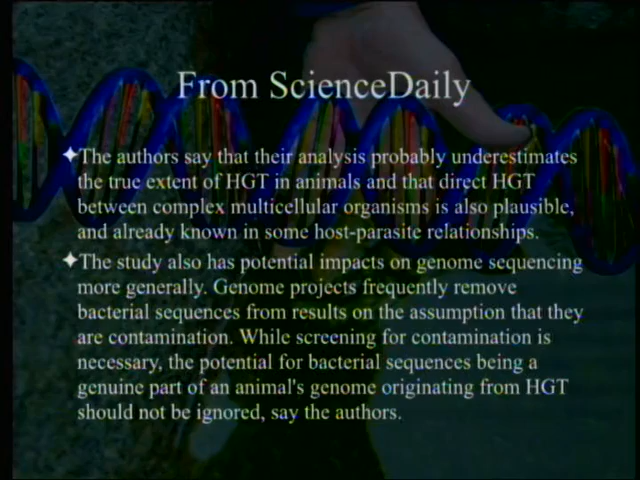 From ScienceDaily
✦The authors say that their analysis probably underestimates
the true extent of HGT in animals and that direct HGT
between complex multicellular organisms is also plausible,
and already known in some host-parasite relationships.
✦The study also has potential impacts on genome sequencing
more generally. Genome projects frequently remove
bacterial sequences from results on the assumption that they
are contamination. While screening for contamination is
necessary, the potential for bacterial sequences being a
genuine part of an animal's genome originating from HGT
should not be ignored, say the authors.